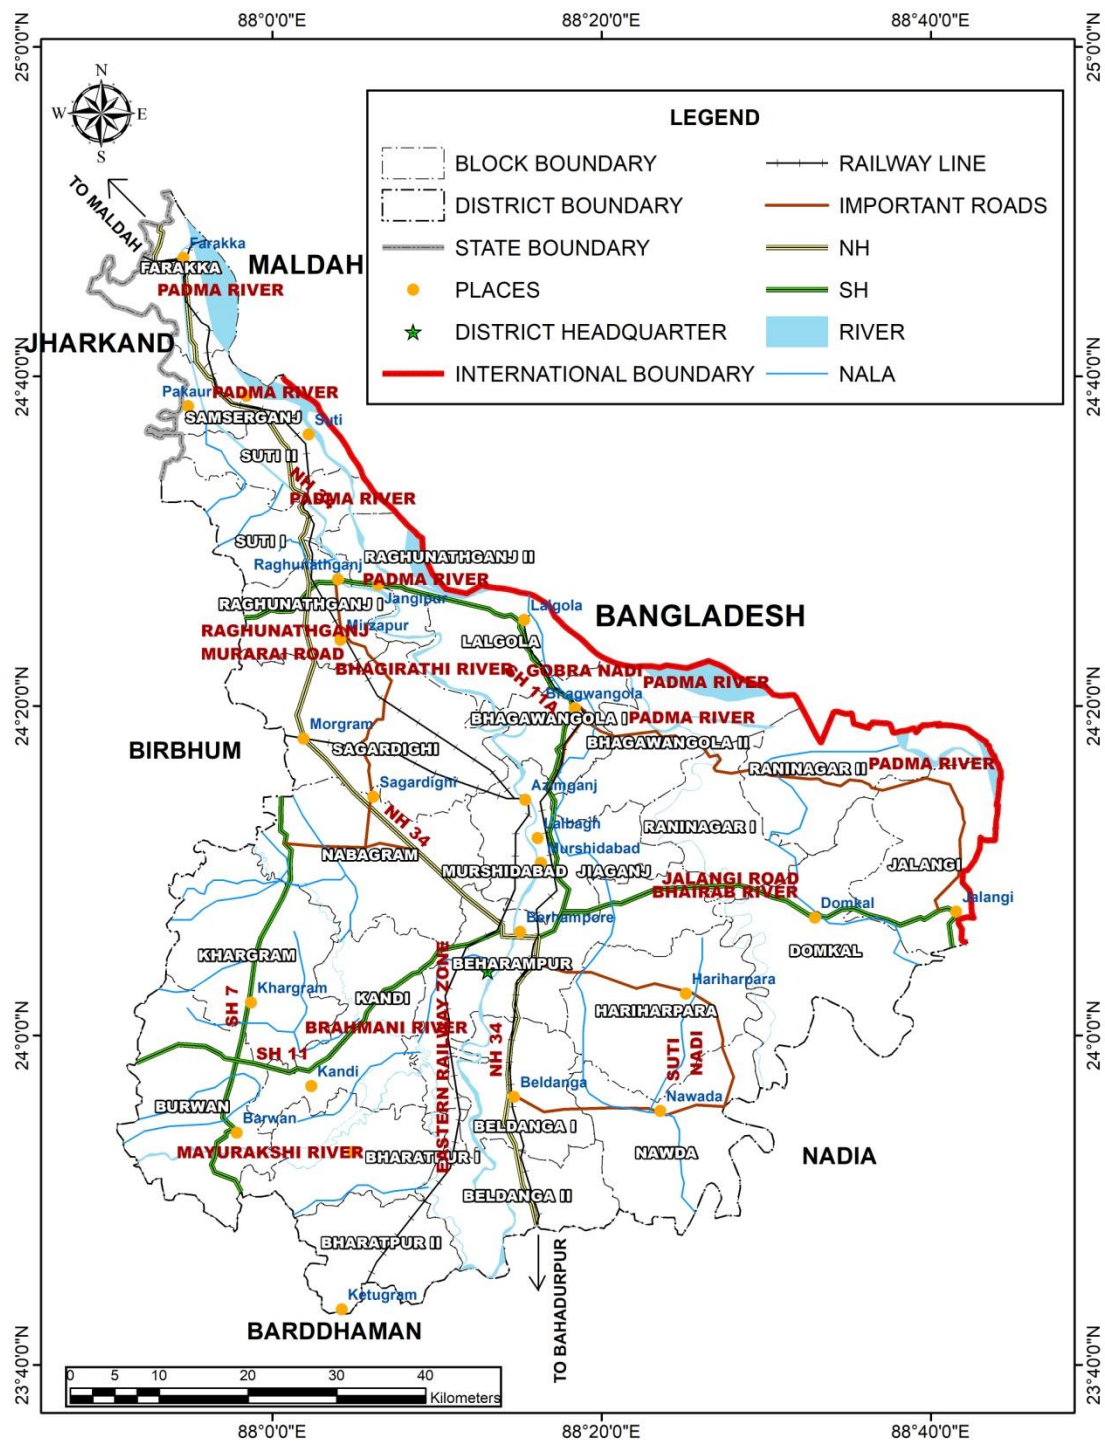 88°0'0"E
88°20'0"E
88°40'0"E
25°0'0"N
25°0'0"N
N
W
E
S
LEGEND
BLOCK BOUNDARY
RAILWAY LINE
DISTRICT BOUNDARY
IMPORTANT ROADS
STATE BOUNDARY
NH
PLACES
SH
DISTRICT HEADQUARTER
RIVER
INTERNATIONAL BOUNDARY
NALA
TO MALDAH
Farakka
FARAKKA
MALDAH
PADMA RIVER
JHARKAND
24°40'0"N
24°40'0"N
Pakaur
PADMA RIVER
SAMSERGANJ
Suti
SUTI II
NH 34
PADMA RIVER
SUTI I
RAGHUNATHGANJ II
Raghunathganj
PADMA RIVER
Jangipur
RAGHUNATHGANJ I
Lalgola
BANGLADESH
RAGHUNATHGANJ
Mirzapur
MURARAI ROAD
LALGOLA
BHAGIRATHI RIVER
GOBRA NADI
SH 11A
PADMA RIVER
Bhagwangola
24°20'0"N
24°20'0"N
BHAGAWANGOLA I
PADMA RIVER
Morgram
SAGARDIGHI
BHAGAWANGOLA II
BIRBHUM
RANINAGAR II
PADMA RIVER
Sagardighi
Azimganj
NH 34
Lalbagh
RANINAGAR I
Murshidabad
NABAGRAM
MURSHIDABAD JIAGANJ
JALANGI
JALANGI ROAD
BHAIRAB RIVER
Domkal
Jalangi
Berhampore
DOMKAL
KHARGRAM
EASTERN RAILWAY ZONE
BEHARAMPUR
Hariharpara
Khargram
KANDI
HARIHARPARA
SH 7
BRAHMANI RIVER
NH 34
24°0'0"N
24°0'0"N
SH 11
SUTI
NADI
Kandi
Beldanga
Nawada
BURWAN
Barwan
BELDANGA I
MAYURAKSHI RIVER
BHARATPUR I
NAWDA
NADIA
BELDANGA II
BHARATPUR II
TO BAHADURPUR
Ketugram
BARDDHAMAN
23°40'0"N
23°40'0"N
0 5 10 20 30 40
Kilometers
88°0'0"E
88°20'0"E
88°40'0"E